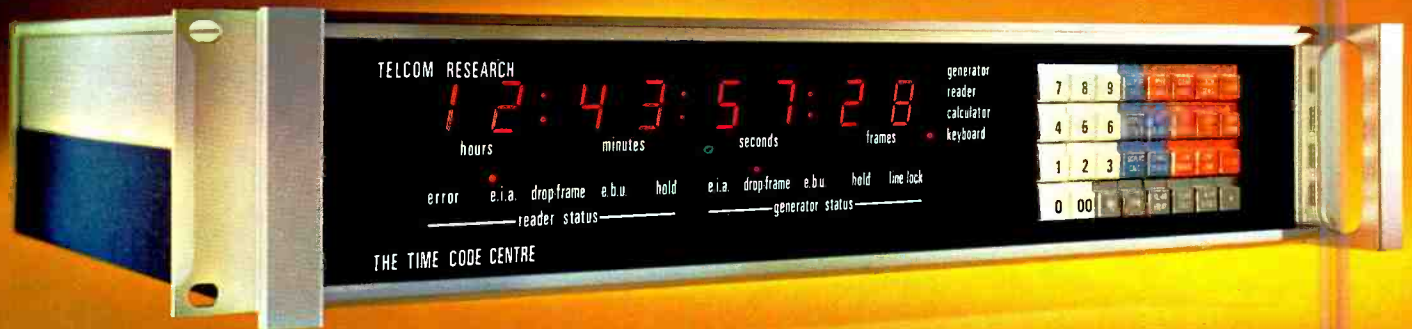 TELCOM RESEARCH
12:43:57:28
hours minutes seconds frames
generator
reader
calculator
keyboard
error e.i.a. drop-frame e.b.u. hold
reader status
e.i.a. drop-frame e.b.u. hold line lock
generator status
THE TIME CODE CENTRE
7 8 9
4 5 6
1 2 3
0 00